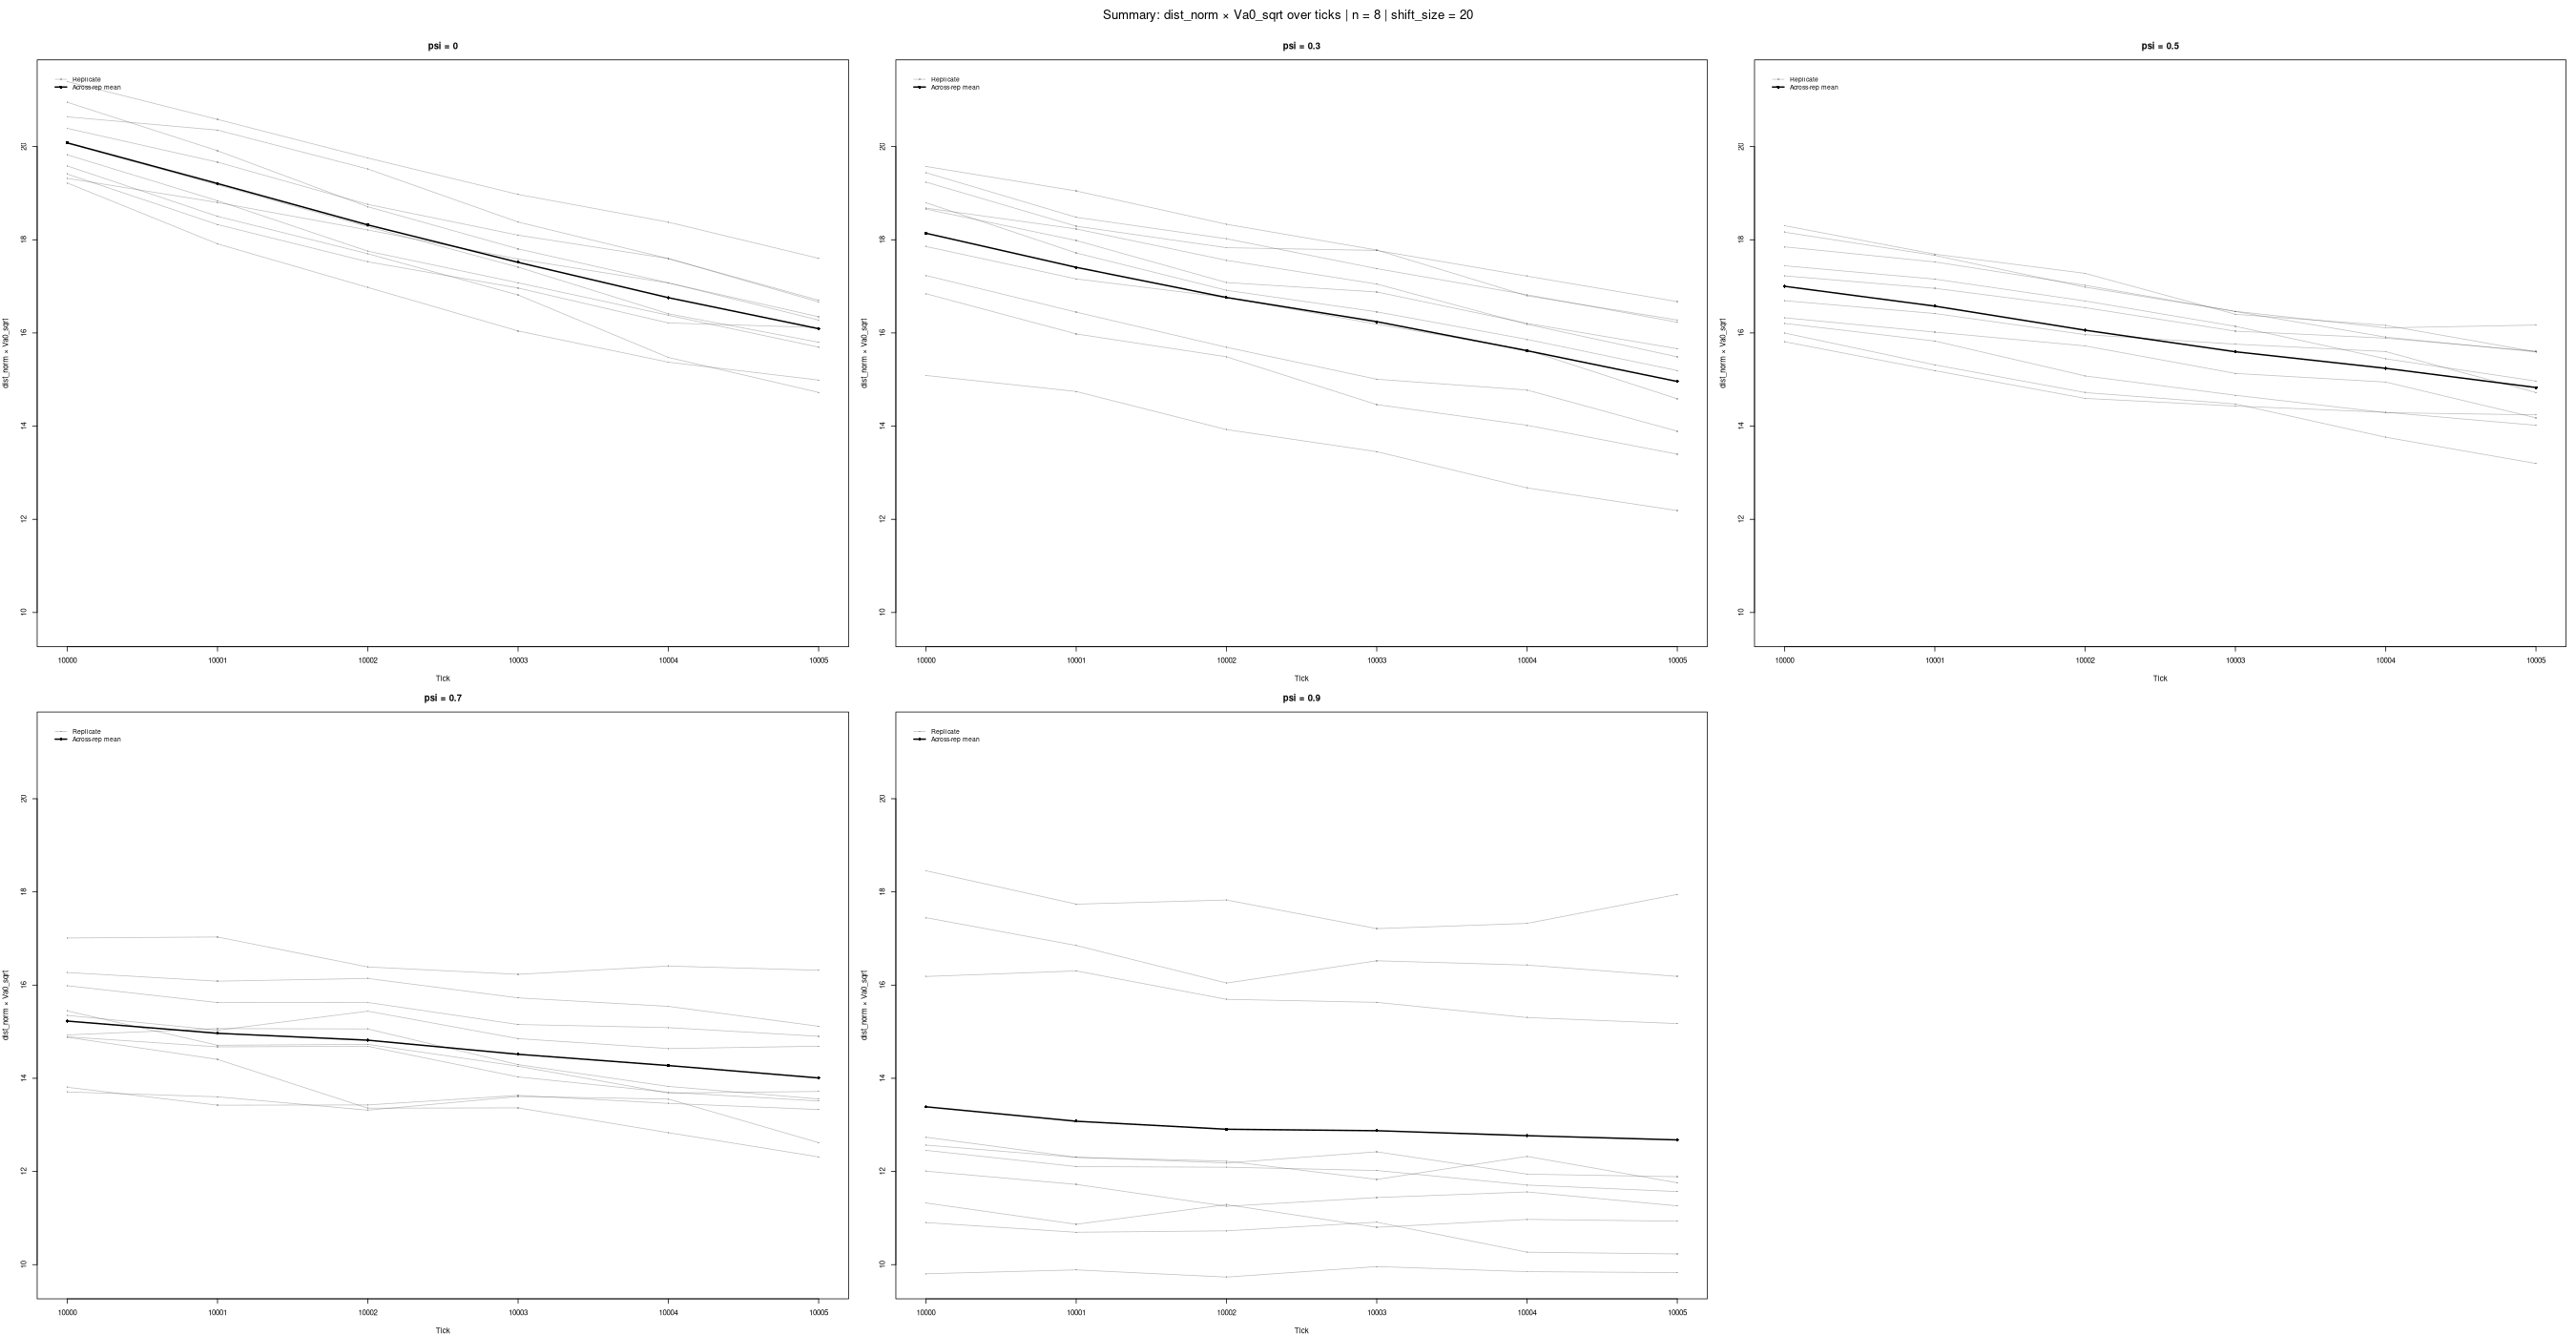 Summary: dist_norm × Va0_sqrt over ticks | n = 8 | shift_size = 20
psi = 0
Replicate
Across-rep mean
dist_norm × Va0_sqrt
20
18
16
14
12
10
10000 10001 10002 10003 10004 10005
Tick
psi = 0.3
Replicate
Across-rep mean
dist_norm × Va0_sqrt
20
18
16
14
12
10
10000 10001 10002 10003 10004 10005
Tick
psi = 0.5
Replicate
Across-rep mean
dist_norm × Va0_sqrt
20
18
16
14
12
10
10000 10001 10002 10003 10004 10005
Tick
psi = 0.7
Replicate
Across-rep mean
dist_norm × Va0_sqrt
20
18
16
14
12
10
10000 10001 10002 10003 10004 10005
Tick
psi = 0.9
Replicate
Across-rep mean
dist_norm × Va0_sqrt
20
18
16
14
12
10
10000 10001 10002 10003 10004 10005
Tick